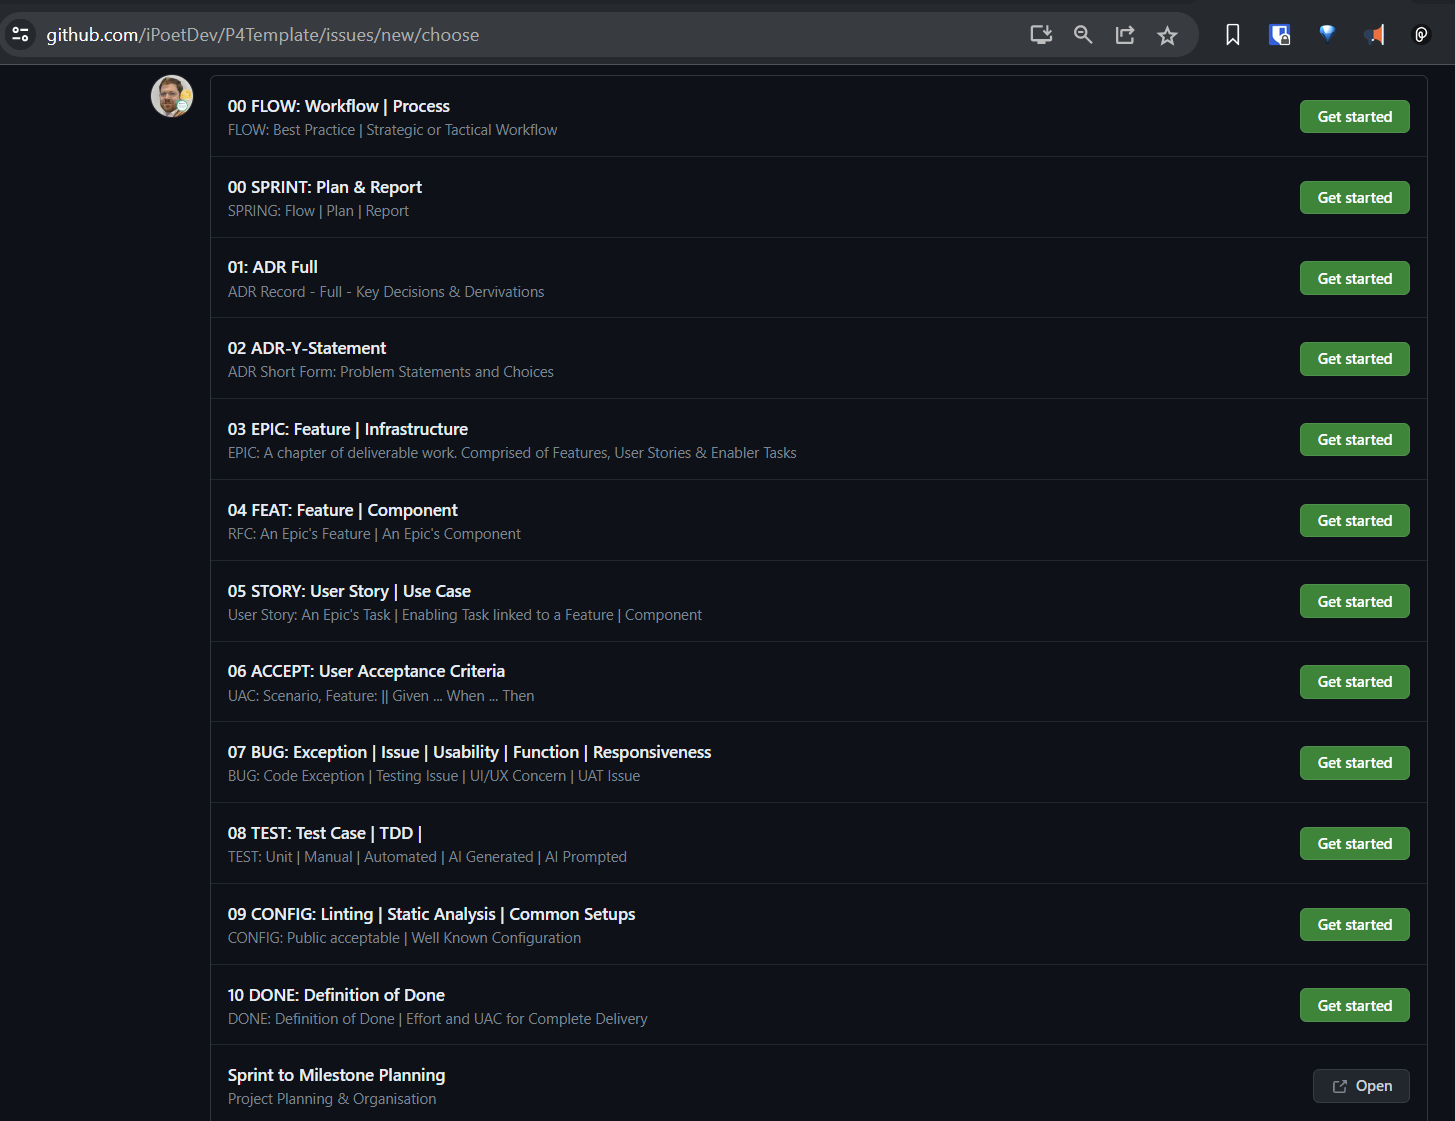 github.com/iPoetDev/P4Template/issues/new/choose
00 FLOW: Workflow | Process
FLOW: Best Practice | Strategic or Tactical Workflow
Get started
00 SPRINT: Plan & Report
SPRING: Flow | Plan | Report
Get started
01: ADR Full
ADR Record - Full - Key Decisions & Dervivations
Get started
02 ADR-Y-Statement
ADR Short Form: Problem Statements and Choices
Get started
03 EPIC: Feature | Infrastructure
EPIC: A chapter of deliverable work. Comprised of Features, User Stories & Enabler Tasks
Get started
04 FEAT: Feature | Component
RFC: An Epic's Feature | An Epic's Component
Get started
05 STORY: User Story | Use Case
User Story: An Epic's Task | Enabling Task linked to a Feature | Component
Get started
06 ACCEPT: User Acceptance Criteria
UAC: Scenario, Feature: || Given ... When ... Then
Get started
07 BUG: Exception | Issue | Usability | Function | Responsiveness
BUG: Code Exception | Testing Issue | UI/UX Concern | UAT Issue
Get started
08 TEST: Test Case | TDD |
TEST: Unit | Manual | Automated | AI Generated | AI Prompted
Get started
09 CONFIG: Linting | Static Analysis | Common Setups
CONFIG: Public acceptable | Well Known Configuration
Get started
10 DONE: Definition of Done
DONE: Definition of Done | Effort and UAC for Complete Delivery
Get started
Sprint to Milestone Planning
Project Planning & Organisation
Open